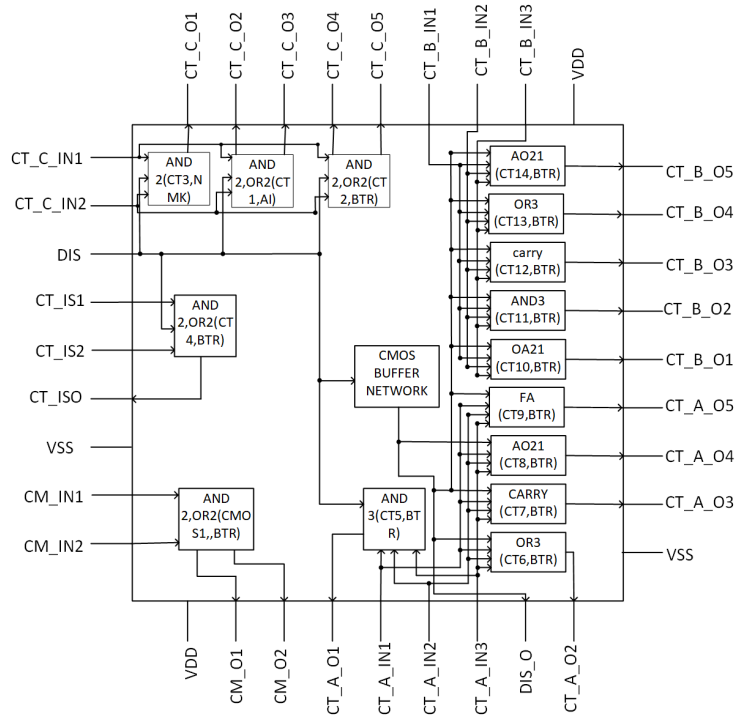 CT_C_O1
CT_C_O2
CT_C_O3
CT_C_O4
CT_C_O5
CT_B_IN1
CT_B_IN2
CT_B_IN3
VDD
CT_C_IN1
CT_C_IN2
DIS
CT_IS1
CT_IS2
CT_ISO
VSS
CM_IN1
CM_IN2
AND
2(CT3,N
MK)
AND
2,OR2(CT
1,AI)
AND
2,OR2(CT
2,BTR)
AND
2,OR2(CT
4,BTR)
CMOS
BUFFER
NETWORK
AND
2,OR2(CMO
S1,,BTR)
AND
3(CT5,BT
R)
AO21
(CT14,BTR)
OR3
(CT13,BTR)
carry
(CT12,BTR)
AND3
(CT11,BTR)
OA21
(CT10,BTR)
FA
(CT9,BTR)
AO21
(CT8,BTR)
CARRY
(CT7,BTR)
OR3
(CT6,BTR)
CT_B_O5
CT_B_O4
CT_B_O3
CT_B_O2
CT_B_O1
CT_A_O5
CT_A_O4
CT_A_O3
VSS
VDD
CM_O1
CM_O2
CT_A_O1
CT_A_IN1
CT_A_IN2
CT_A_IN3
DIS_O
CT_A_O2